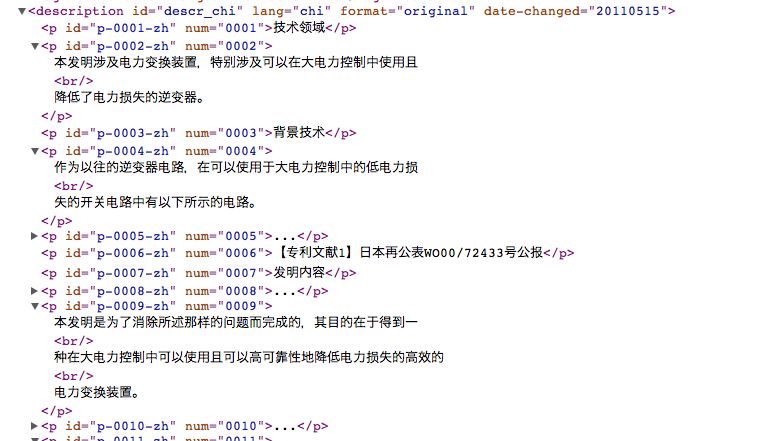 ▼<description id="descr_chi" lang="chi" format="original" date-changed="20110515">
<p id="p-0001-zh" num="0001">技术领域</p>
▼<p id="p-0002-zh" num="0002">
本发明涉及电力变换装置，特别涉及可以在大电力控制中使用且
<br/>
降低了电力损失的逆变器。
</p>
<p id="p-0003-zh" num="0003">背景技术</p>
▼<p id="p-0004-zh" num="0004">
作为以往的逆变器电路，在可以使用于大电力控制中的低电力损
<br/>
失的开关电路中有以下所示的电路。
</p>
▶<p id="p-0005-zh" num="0005">...</p>
<p id="p-0006-zh" num="0006">【专利文献1】日本再公表WO00/72433号公报</p>
<p id="p-0007-zh" num="0007">发明内容</p>
▶<p id="p-0008-zh" num="0008">...</p>
▼<p id="p-0009-zh" num="0009">
本发明是为了消除所述那样的问题而完成的，其目的在于得到一
<br/>
种在大电力控制中可以使用且可以高可靠性地降低电力损失的高效的
<br/>
电力变换装置。
</p>
▶<p id="p-0010-zh" num="0010">...</p>
▼<p id="p-0011-zh" num="0011">